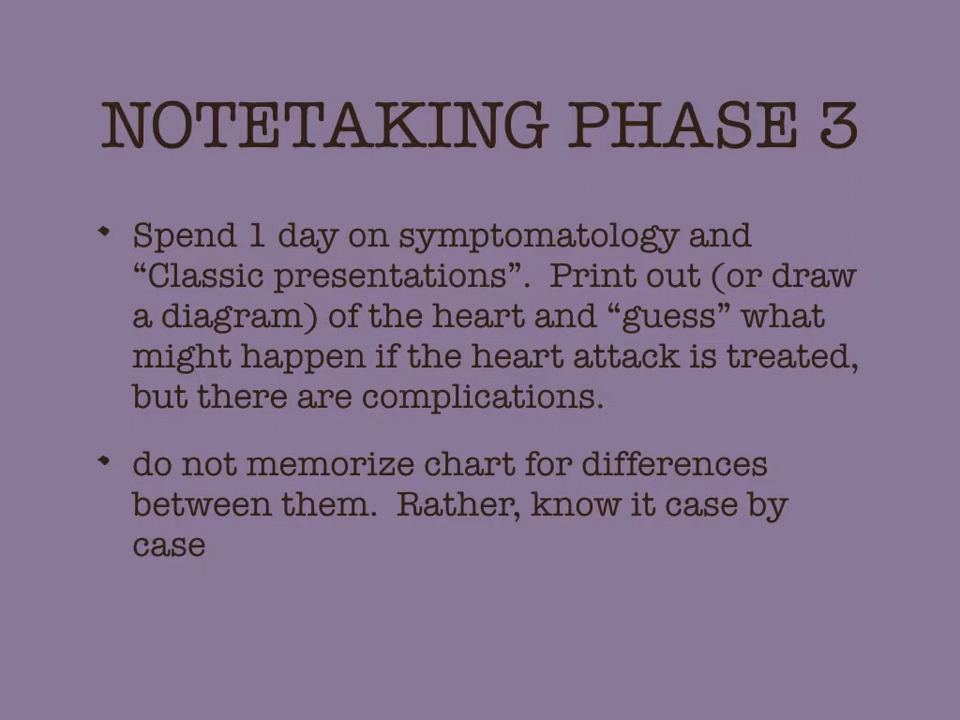 NOTETAKING PHASE 3
Spend 1 day on symptomatology and
“Classic presentations”.  Print out (or draw
a diagram) of the heart and “guess” what
might happen if the heart attack is treated,
but there are complications.
do not memorize chart for differences
between them.  Rather, know it case by
case